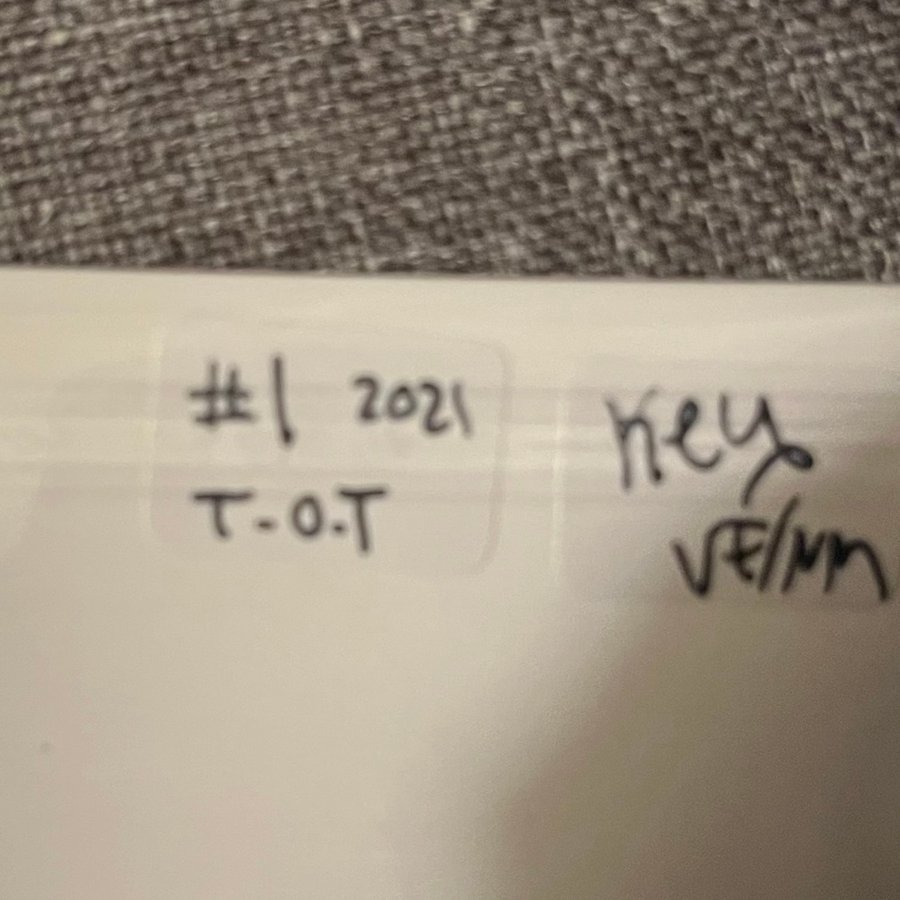 #1 2021
T-O.T
Key
VF/NM